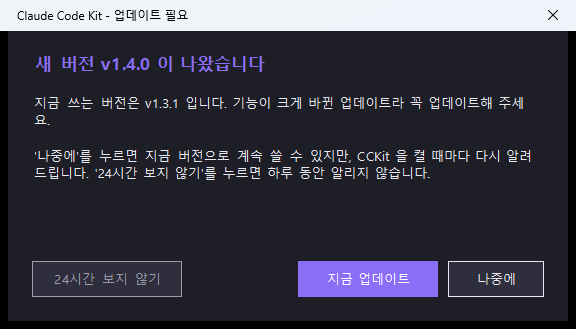 Claude Code Kit - 업데이트 필요
새 버전 v1.4.0 이 나왔습니다
지금 쓰는 버전은 v1.3.1 입니다. 기능이 크게 바뀐 업데이트라 꼭 업데이트해 주세
요.
'나중에'를 누르면 지금 버전으로 계속 쓸 수 있지만, CCKit 을 켤 때마다 다시 알려
드립니다. '24시간 보지 않기'를 누르면 하루 동안 알리지 않습니다.
24시간 보지 않기
지금 업데이트
나중에